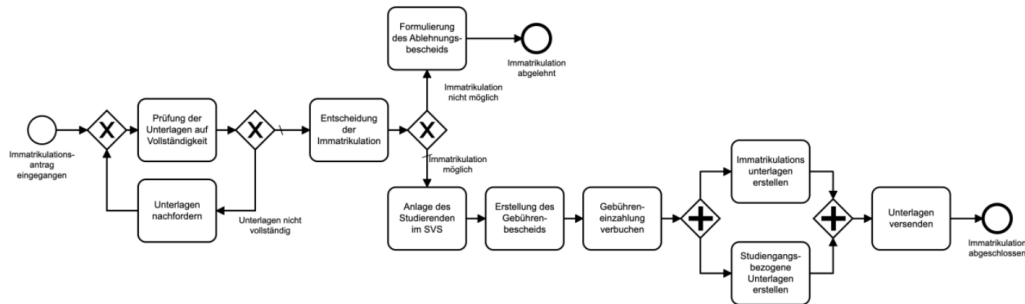 Immatrikulations-
antrag
eingegangen
X
Prüfung der
Unterlagen auf
Vollständigkeit
X
Unterlagen nicht
vollständig
Unterlagen
nachfordern
Entscheidung
der
Immatrikulation
X
Immatrikulation
nicht möglich
Formulierung
des Ablehnungs-
bescheids
Immatrikulation
abgelehnt
Immatrikulation
möglich
Anlage des
Studierenden
im SVS
Erstellung des
Gebühren-
bescheids
Gebühren-
einzahlung
verbuchen
Immatrikulations
unterlagen
erstellen
Studiengangs-
bezogene
Unterlagen
erstellen
Unterlagen
versenden
Immatrikulation
abgeschlossen